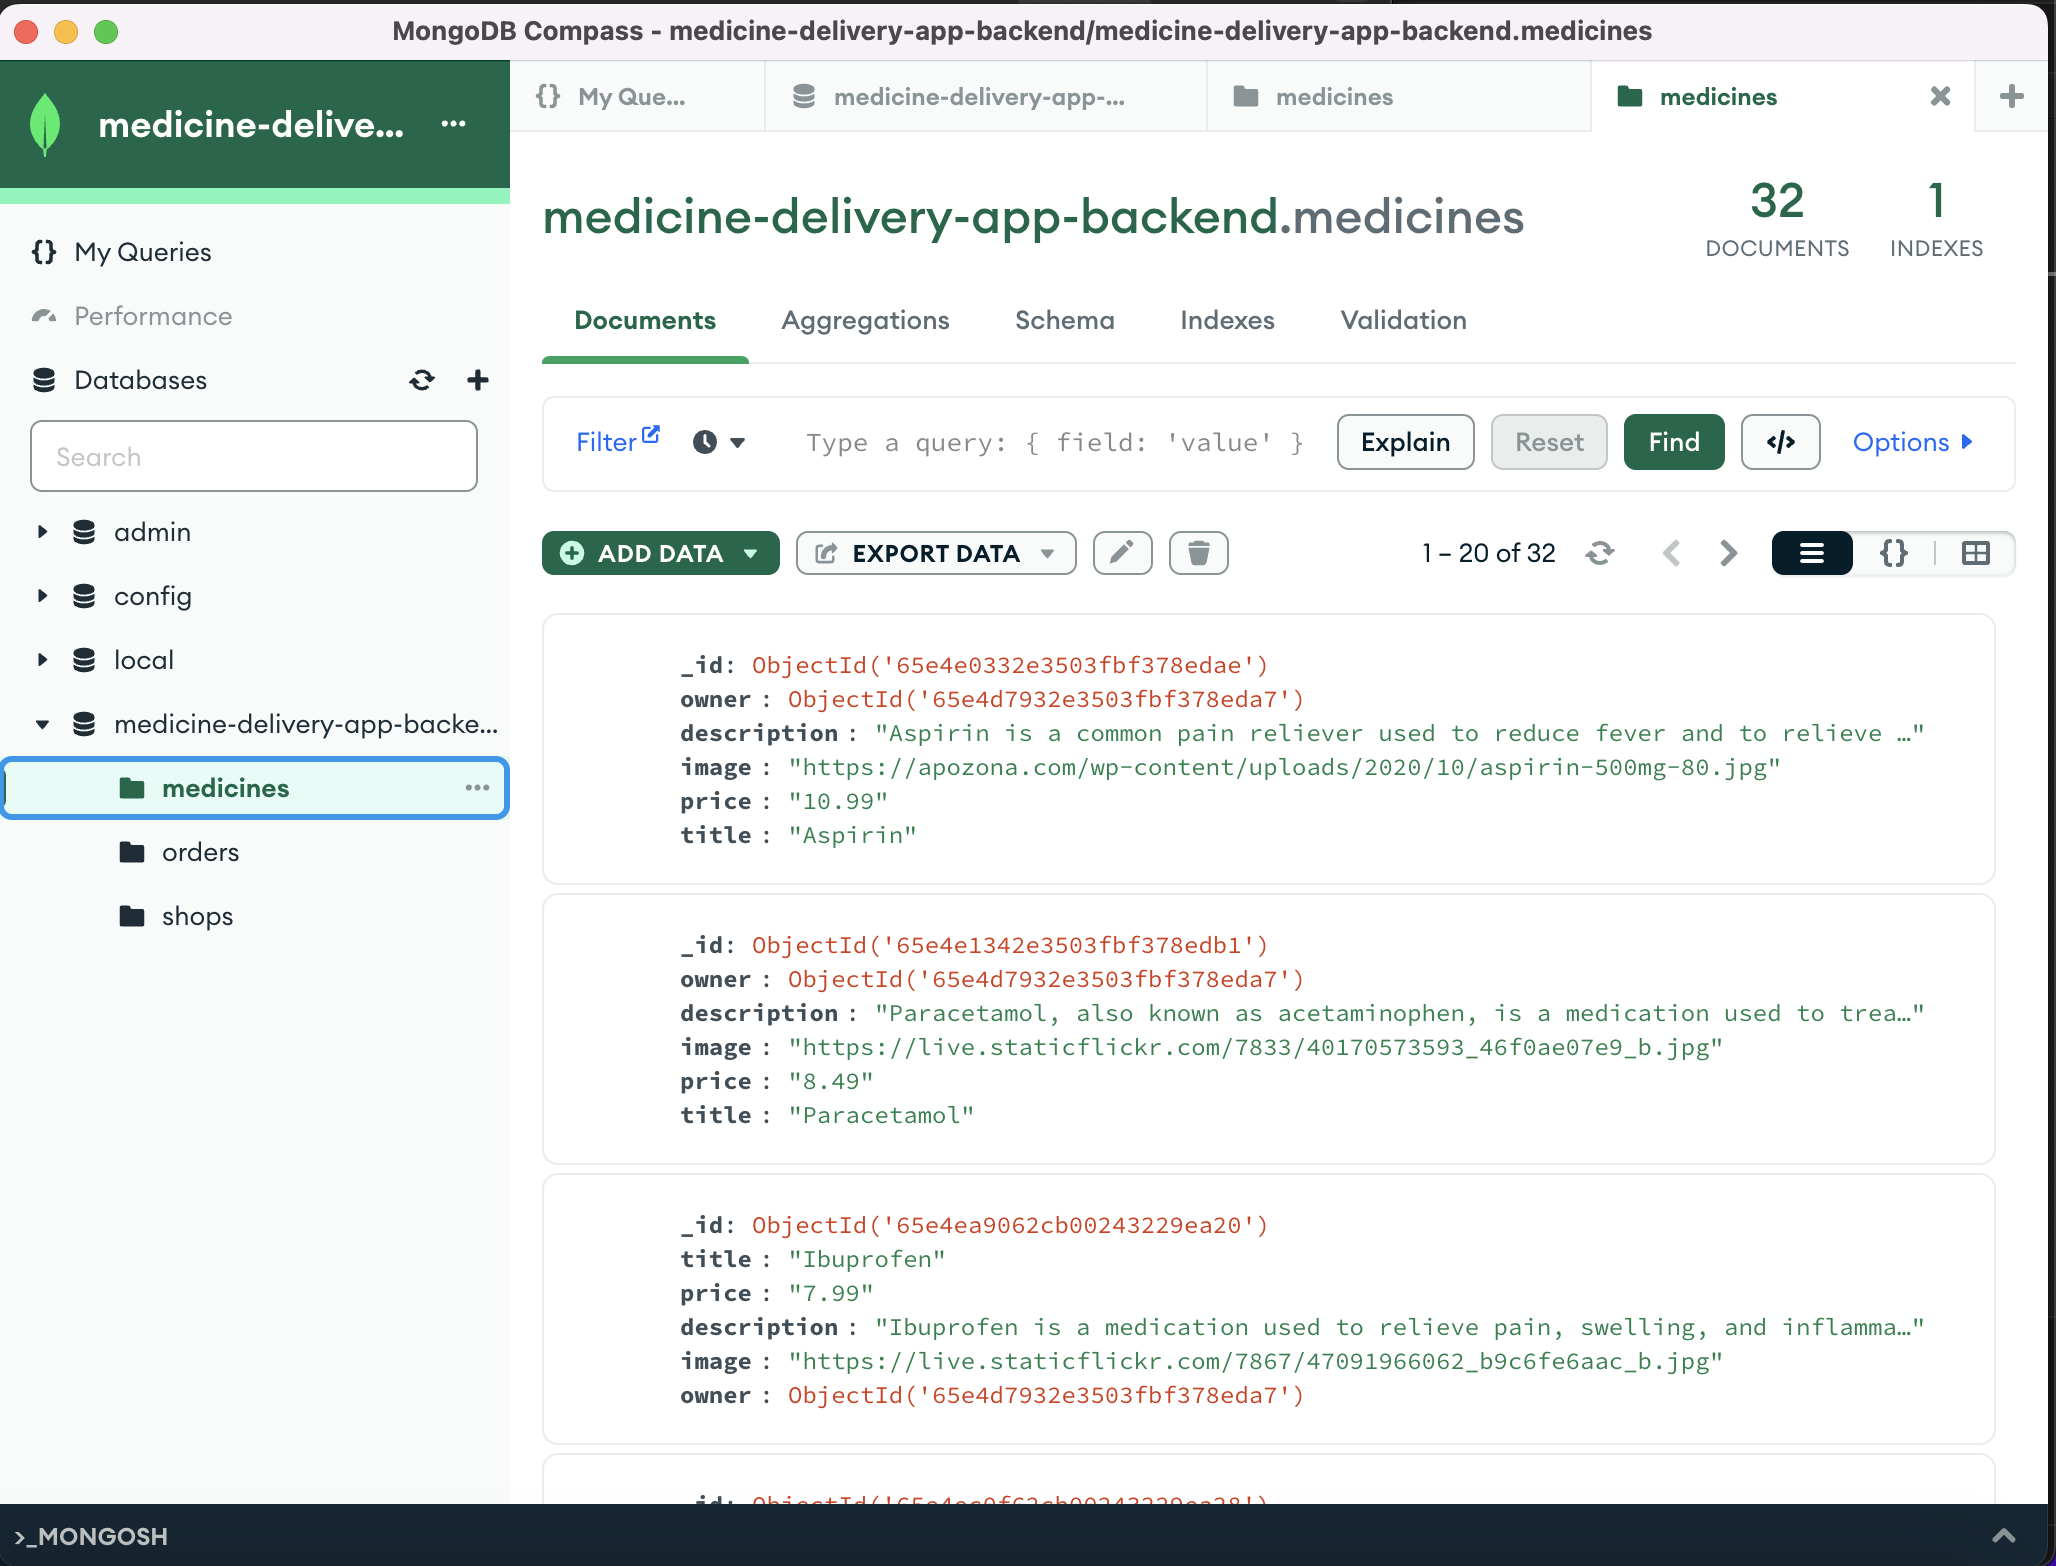 MongoDB Compass - medicine-delivery-app-backend/medicine-delivery-app-backend.medicines
medicine-delive... ...
{} My Que...
medicine-delivery-app-...
medicines
medicines
medicine-delivery-app-backend.medicines
32
DOCUMENTS
1
INDEXES
{} My Queries
Performance
Databases
Search
admin
config
local
medicine-delivery-app-backe...
medicines
orders
shops
Documents Aggregations Schema Indexes Validation
Filter
Type a query: { field: 'value' }
Explain Reset Find </> Options
ADD DATA EXPORT DATA 1 – 20 of 32 {}
_id: ObjectId('65e4e0332e3503fbf378edae')
owner : ObjectId('65e4d7932e3503fbf378eda7')
description : "Aspirin is a common pain reliever used to reduce fever and to relieve …"
image : "https://apozona.com/wp-content/uploads/2020/10/aspirin-500mg-80.jpg"
price : "10.99"
title : "Aspirin"
_id: ObjectId('65e4e1342e3503fbf378edb1')
owner : ObjectId('65e4d7932e3503fbf378eda7')
description : "Paracetamol, also known as acetaminophen, is a medication used to trea…"
image : "https://live.staticflickr.com/7833/40170573593_46f0ae07e9_b.jpg"
price : "8.49"
title : "Paracetamol"
_id: ObjectId('65e4ea9062cb00243229ea20')
title : "Ibuprofen"
price : "7.99"
description : "Ibuprofen is a medication used to relieve pain, swelling, and inflamma…"
image : "https://live.staticflickr.com/7867/47091966062_b9c6fe6aac_b.jpg"
owner : ObjectId('65e4d7932e3503fbf378eda7')
>_MONGOSH